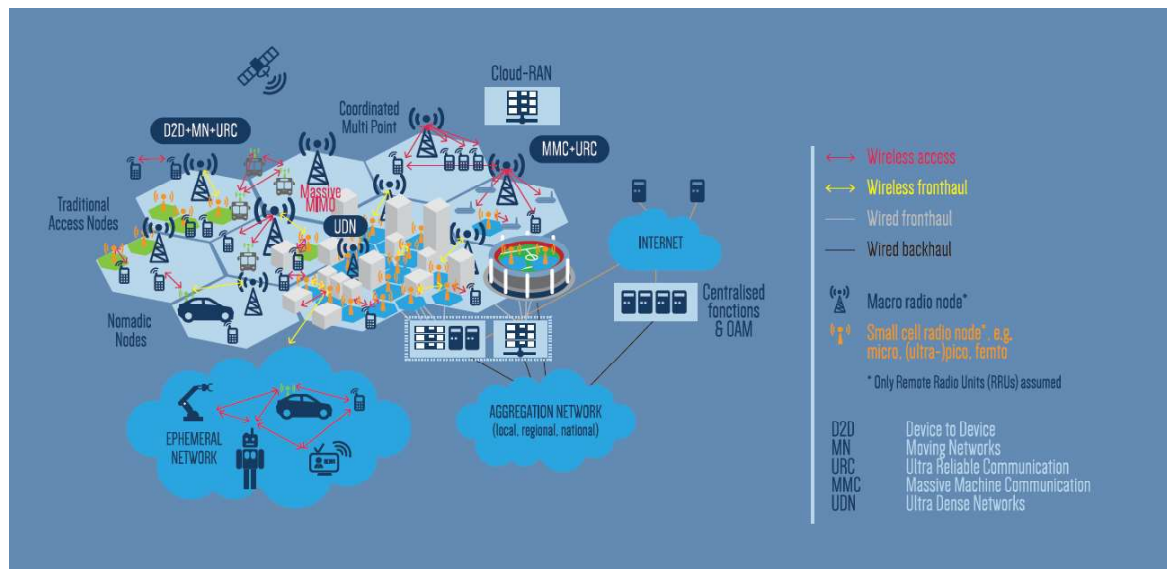 Cloud-RAN
Coordinated
Multi Point
D2D+MN+URC
MMC+URC
Massive
MIMO
Traditional
Access Nodes
UDN
INTERNET
Nomadic
Nodes
Centralised
fonctions
& OAM
EPHEMERAL
NETWORK
AGGREGATION NETWORK
(local, regional, national)
Wireless access
Wireless fronthaul
Wired fronthaul
Wired backhaul
Macro radio node*
Small cell radio node*, e.g.
micro, (ultra-)pico, femto
* Only Remote Radio Units (RRUs) assumed
D2D Device to Device
MN Moving Networks
URC Ultra Reliable Communication
MMC Massive Machine Communication
UDN Ultra Dense Networks